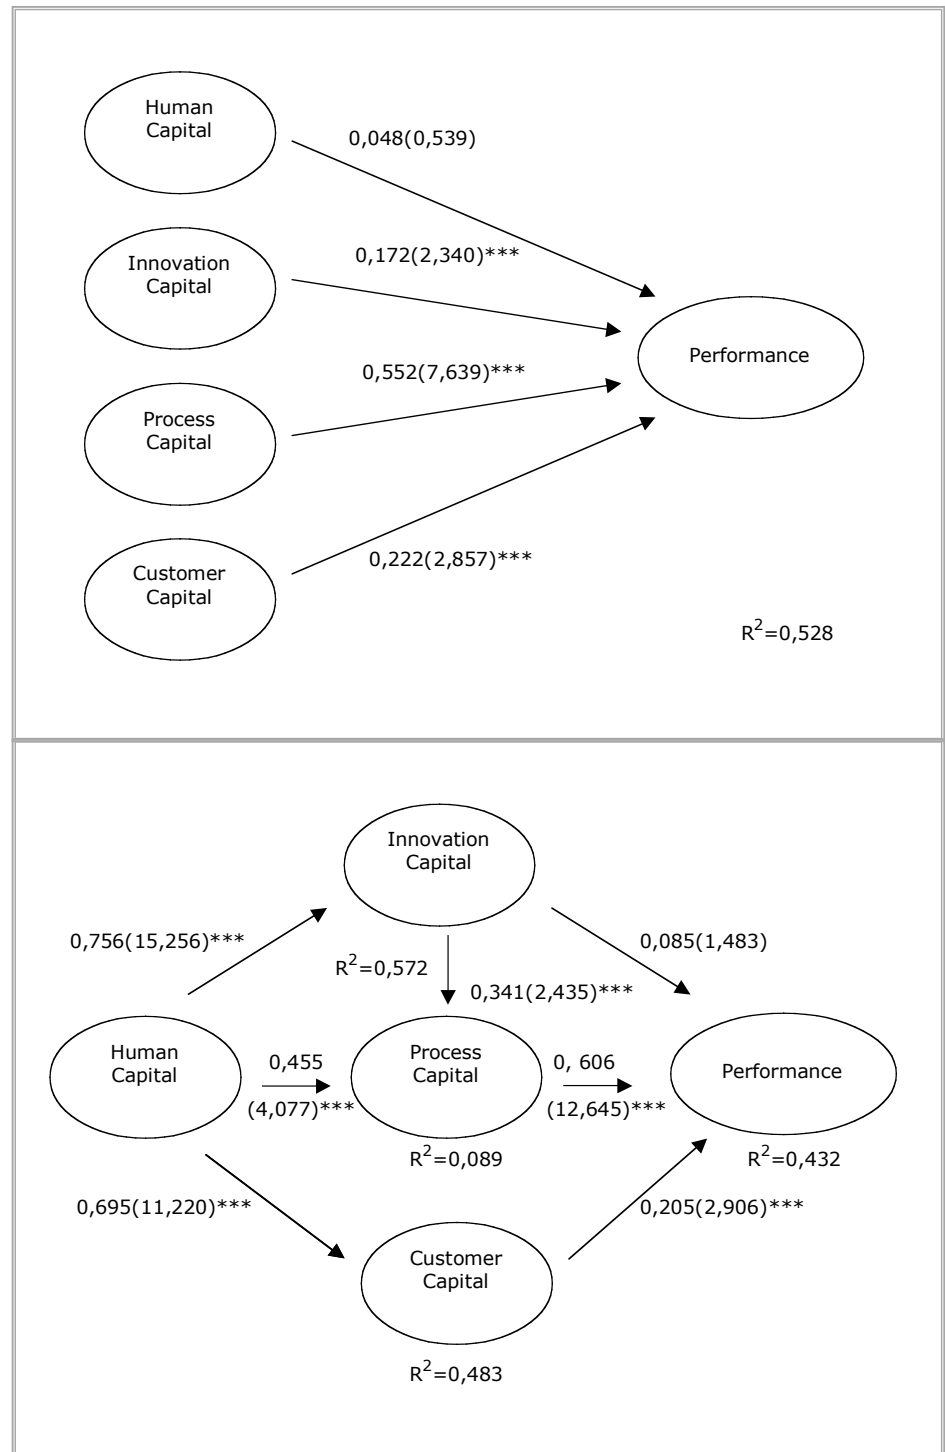 Human
Capital
0,048(0,539)
Innovation
Capital
0,172(2,340)***
Performance
Process
Capital
0,552(7,639)***
Customer
Capital
0,222(2,857)***
R²=0,528
Innovation
Capital
0,756(15,256)***
0,085(1,483)
R²=0,572
0,341(2,435)***
Human
Capital
0,455
(4,077)***
Process
Capital
0, 606
(12,645)***
Performance
R²=0,089
R²=0,432
0,695(11,220)***
0,205(2,906)***
Customer
Capital
R²=0,483